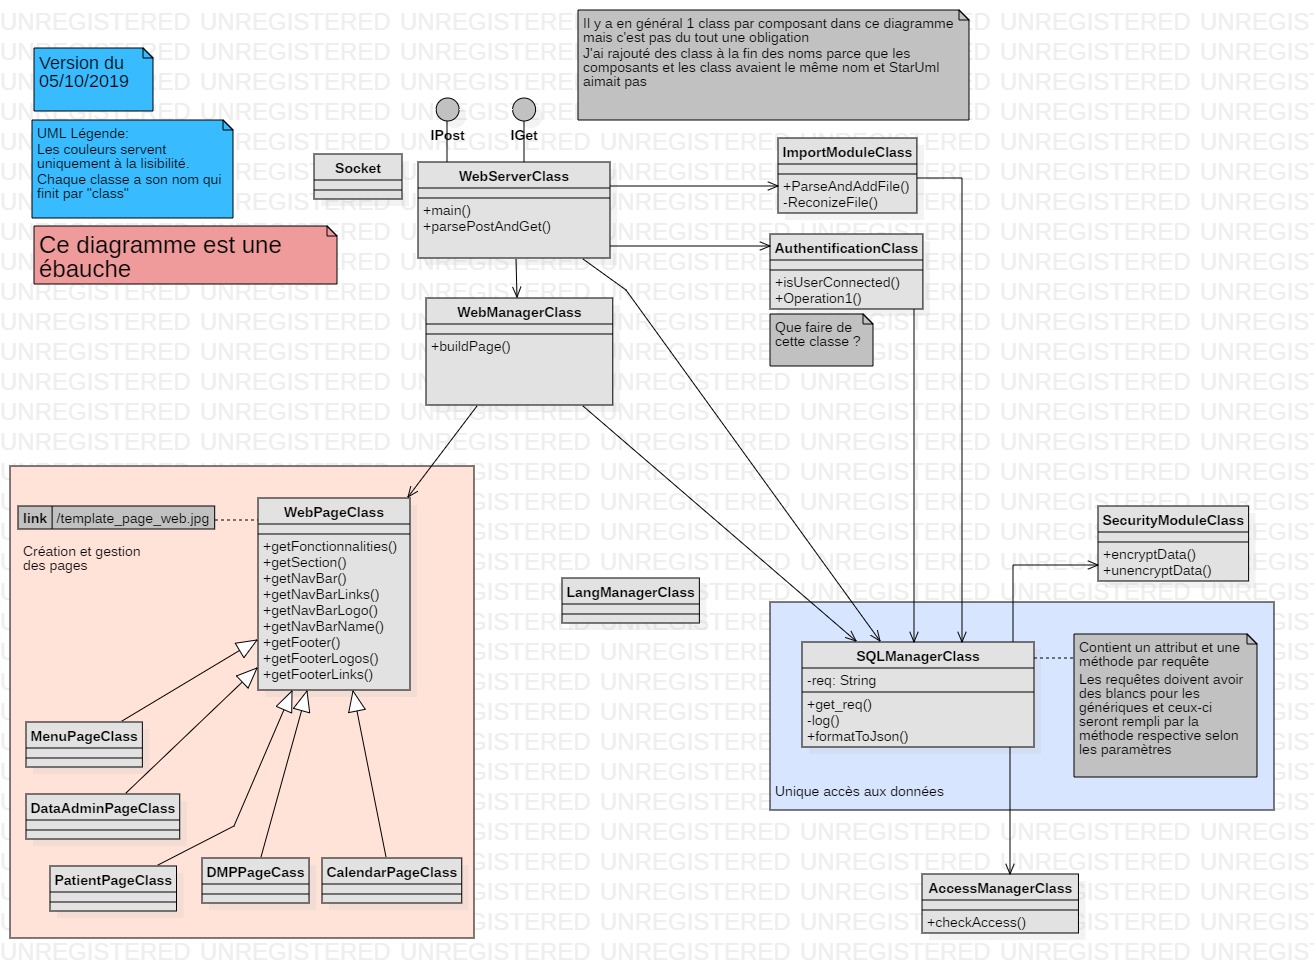 Il y a en général 1 class par composant dans ce diagramme
mais c'est pas du tout une obligation
J'ai rajouté des class à la fin des noms parce que les
composants et les class avaient le même nom et StarUml
aimait pas
Version du
05/10/2019
UML Légende:
Les couleurs servent
uniquement à la lisibilité.
Chaque classe a son nom qui
finit par "class"
Ce diagramme est une
ébauche
IPost
IGet
Socket
WebServerClass
+main()
+parsePostAndGet()
ImportModuleClass
+ParseAndAddFile()
-ReconizeFile()
AuthentificationClass
+isUserConnected()
+Operation1()
Que faire de
cette classe ?
WebManagerClass
+buildPage()
link
/template_page_web.jpg
Création et gestion
des pages
WebPageClass
+getFonctionnalities()
+getSection()
+getNavBar()
+getNavBarLinks()
+getNavBarLogo()
+getNavBarName()
+getFooter()
+getFooterLogos()
+getFooterLinks()
MenuPageClass
DataAdminPageClass
PatientPageClass
DMPPageCass
CalendarPageClass
LangManagerClass
SecurityModuleClass
+encryptData()
+unencryptData()
SQLManagerClass
-req: String
+get_req()
-log()
+formatToJson()
Contient un attribut et une
méthode par requête
Les requêtes doivent avoir
des blancs pour les
génériques et ceux-ci
seront rempli par la
méthode respective selon
les paramètres
Unique accès aux données
AccessManagerClass
+checkAccess()
UNREGISTERED